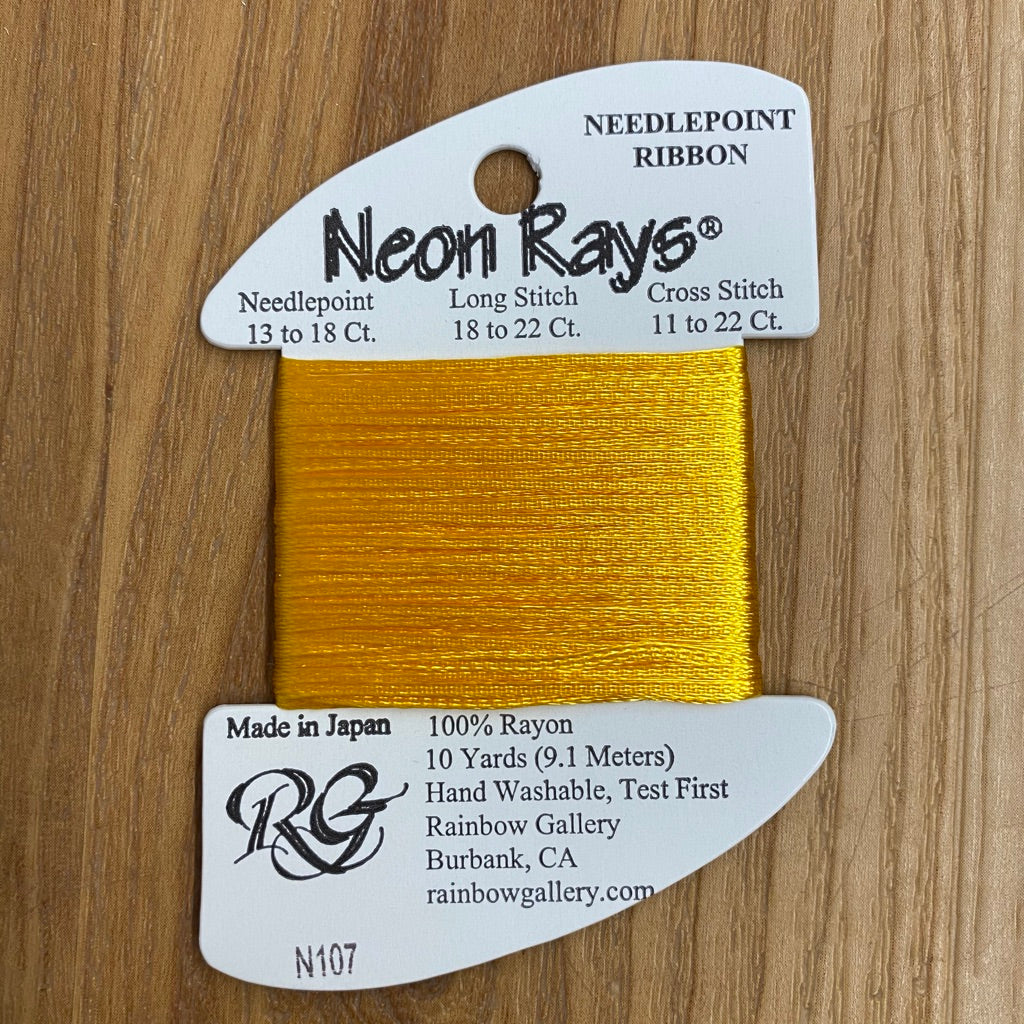 NEEDLEPOINT
RIBBON
Neon Rays®
Needlepoint
13 to 18 Ct.
Long Stitch
18 to 22 Ct.
Cross Stitch
11 to 22 Ct.
Made in Japan
RG
100% Rayon
10 Yards (9.1 Meters)
Hand Washable, Test First
Rainbow Gallery
Burbank, CA
rainbowgallery.com
N107